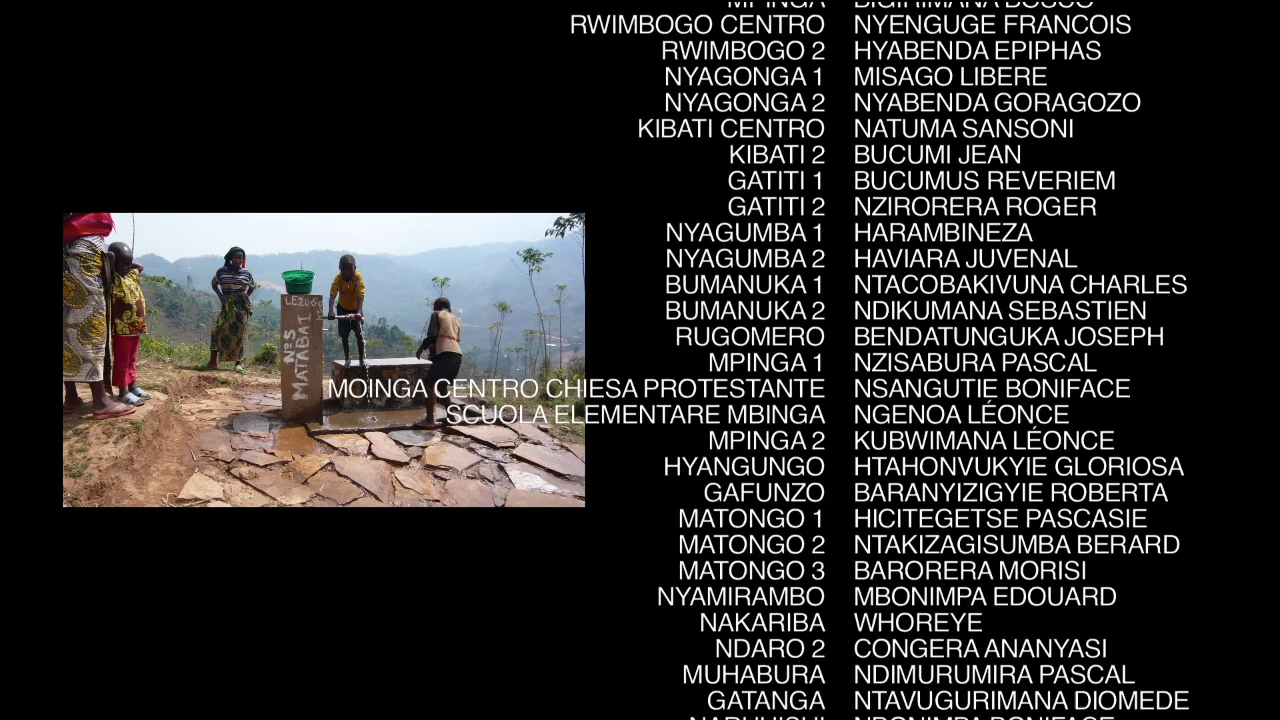 RWIMBOGO CENTRO NYENGUGE FRANCOIS
RWIMBOGO 2 HYABENDA EPIPHAS
NYAGONGA 1 MISAGO LIBERE
NYAGONGA 2 NYABENDA GORAGOZO
KIBATI CENTRO NATUMA SANSONI
KIBATI 2 BUCUMI JEAN
GATITI 1 BUCUMUS REVERIEM
GATITI 2 NZIRORERA ROGER
NYAGUMBA 1 HARAMBINEZA
NYAGUMBA 2 HAVIARA JUVENAL
BUMANUKA 1 NTACOBAKIVUNA CHARLES
BUMANUKA 2 NDIKUMANA SEBASTIEN
RUGOMERO BENDATUNGUKA JOSEPH
MPINGA 1 NZISABURA PASCAL
MOINGA CENTRO CHIESA PROTESTANTE NSANGUTIE BONIFACE
SCUOLA ELEMENTARE MBINGA NGENOA LÉONCE
MPINGA 2 KUBWIMANA LÉONCE
HYANGUNGO HTAHONVUKYIE GLORIOSA
GAFUNZO BARANYIZIGYIE ROBERTA
MATONGO 1 HICITEGETSE PASCASIE
MATONGO 2 NTAKIZAGISUMBA BERARD
MATONGO 3 BARORERA MORISI
NYAMIRAMBO MBONIMPA EDOUARD
NAKARIBA WHOREYE
NDARO 2 CONGERA ANANYASI
MUHABURA NDIMURUMIRA PASCAL
GATANGA NTAVUGURIMANA DIOMEDE
Nº5
MATABAI